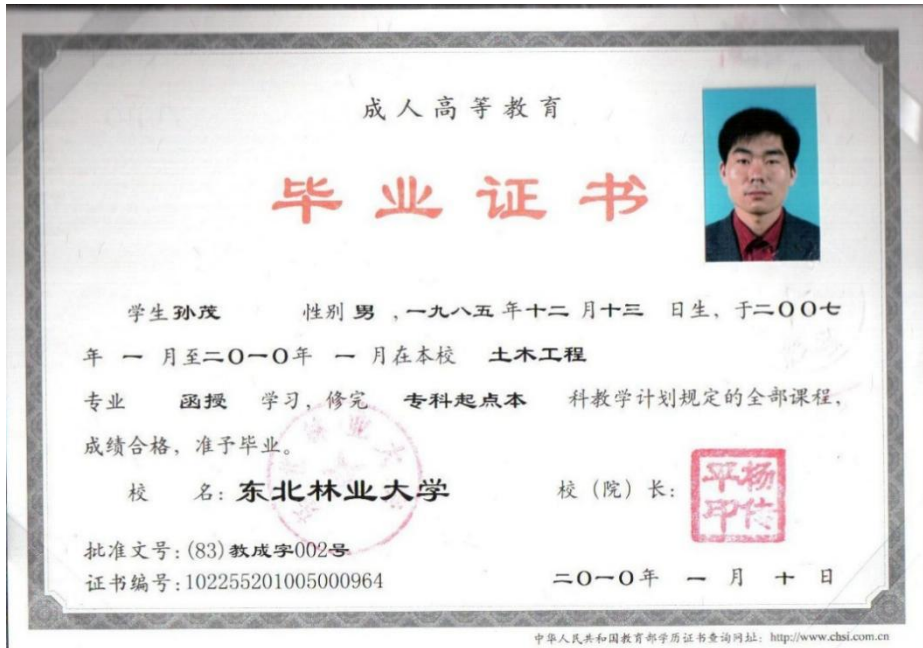 成人高等教育
毕业证书
学生孙茂 性别 男 ,一九八五年十二月十三 日生, 于二〇〇七
年 一 月至二〇一〇年 一 月在本校 土木工程
专业 函授 学习, 修完 专科起点本 科教学计划规定的全部课程,
成绩合格, 准予毕业。
校 名: 东北林业大学 校 (院) 长: 杨传平印
批准文号: (83) 教成字002号
证书编号: 102255201005000964 二〇一〇年 一 月 十 日
中华人民共和国教育部学历证书查询网址: http://www.chsi.com.cn